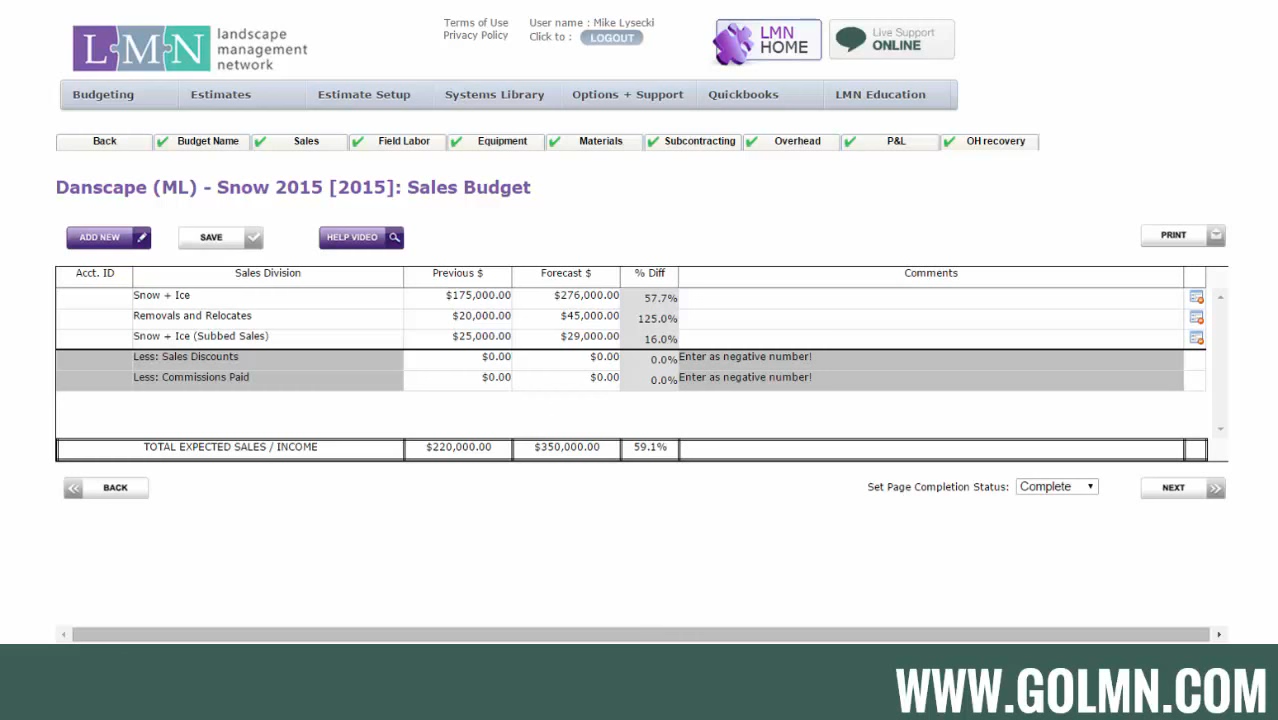 LMN landscape management network
Terms of Use
Privacy Policy
User name : Mike Lysecki
Click to : LOGOUT
LMN HOME
Live Support ONLINE
Budgeting Estimates Estimate Setup Systems Library Options + Support Quickbooks LMN Education
Back Budget Name Sales Field Labor Equipment Materials Subcontracting Overhead P&L OH recovery
Danscape (ML) - Snow 2015 [2015]: Sales Budget
ADD NEW SAVE HELP VIDEO PRINT
Acct. ID Sales Division Previous $ Forecast $ % Diff Comments
Snow + Ice $175,000.00 $276,000.00 57.7%
Removals and Relocates $20,000.00 $45,000.00 125.0%
Snow + Ice (Subbed Sales) $25,000.00 $29,000.00 16.0%
Less: Sales Discounts $0.00 $0.00 0.0% Enter as negative number!
Less: Commissions Paid $0.00 $0.00 0.0% Enter as negative number!
TOTAL EXPECTED SALES / INCOME $220,000.00 $350,000.00 59.1%
BACK Set Page Completion Status: Complete NEXT
WWW.GOLMN.COM